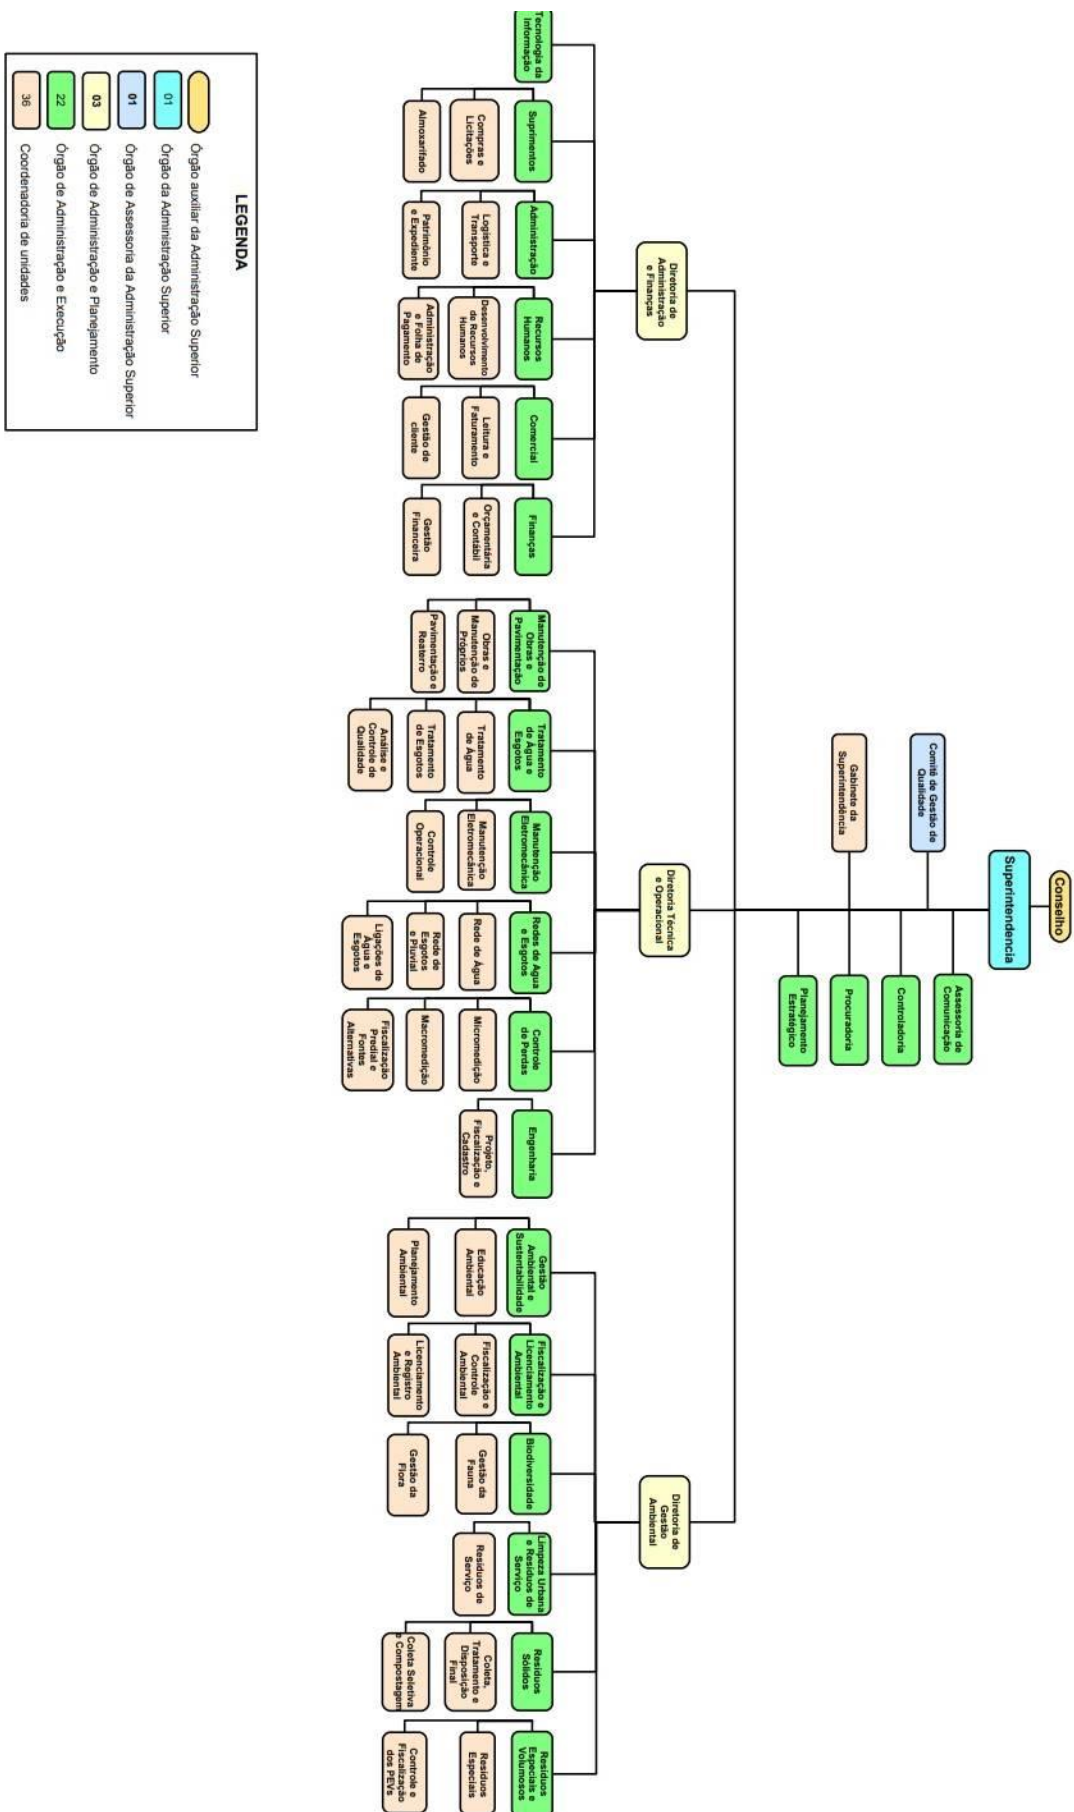 Conselho
Superintendencia
Comitê de Gestão de
Qualidade
Assessoria de
Comunicação
Controladoria
Gabinete da
Superintendência
Procuradoria
Planejamento
Estratégico
Diretoria de
Administração
e Finanças
Diretoria Técnica
e Operacional
Diretoria de
Gestão
Ambiental
Tecnologia da
Informação
Suprimentos
Compras e
Licitações
Almoxarifado
Administração
Logística e
Transporte
Patrimônio
e Expediente
Recursos
Humanos
Desenvolvimento
de Recursos
Humanos
Administração
e Folha de
Pagamento
Comercial
Leitura e
Faturamento
Gestão de
cliente
Finanças
Orçamentária
e Contábil
Gestão
Financeira
Manutenção de
Obras e
Pavimentação
Obras e
Manutenção de
Próprios
Pavimentação e
Reaterro
Tratamento
de Água e
Esgotos
Tratamento
de Água
Tratamento
de Esgotos
Análise e
Controle de
Qualidade
Manutenção
Eletromecânica
Manutenção
Eletromecânica
Controle
Operacional
Redes de Agua
e Esgotos
Rede de Água
Rede de
Esgotos
e Pluvial
Ligações de
Água e
Esgotos
Controle
de Perdas
Micromedição
Macromedição
Fiscalização
Predial e
Fontes
Alternativas
Engenharia
Projeto,
Fiscalização e
Cadastro
Gestão
Ambiental e
Sustentabilidade
Educação
Ambiental
Planejamento
Ambiental
Fiscalização e
Licenciamento
Ambiental
Fiscalização e
Controle
Ambiental
Licenciamento
e Registro
Ambiental
Biodiversidade
Gestão da
Fauna
Gestão da
Flora
Limpeza Urbana
e Resíduos de
Serviço
Resíduos de
Serviço
Resíduos
Sólidos
Coleta,
Tratamento e
Disposição
Final
Coleta Seletiva
e Compostagem
Resíduos
Especiais e
Volumosos
Resíduos
Especiais
Controle e
Fiscalização
dos PEVs
LEGENDA
Órgão auxiliar da Administração Superior
01 Órgão da Administração Superior
01 Órgão de Assessoria da Administração Superior
03 Órgão de Administração e Planejamento
22 Órgão de Administração e Execução
36 Coordenadoria de unidades